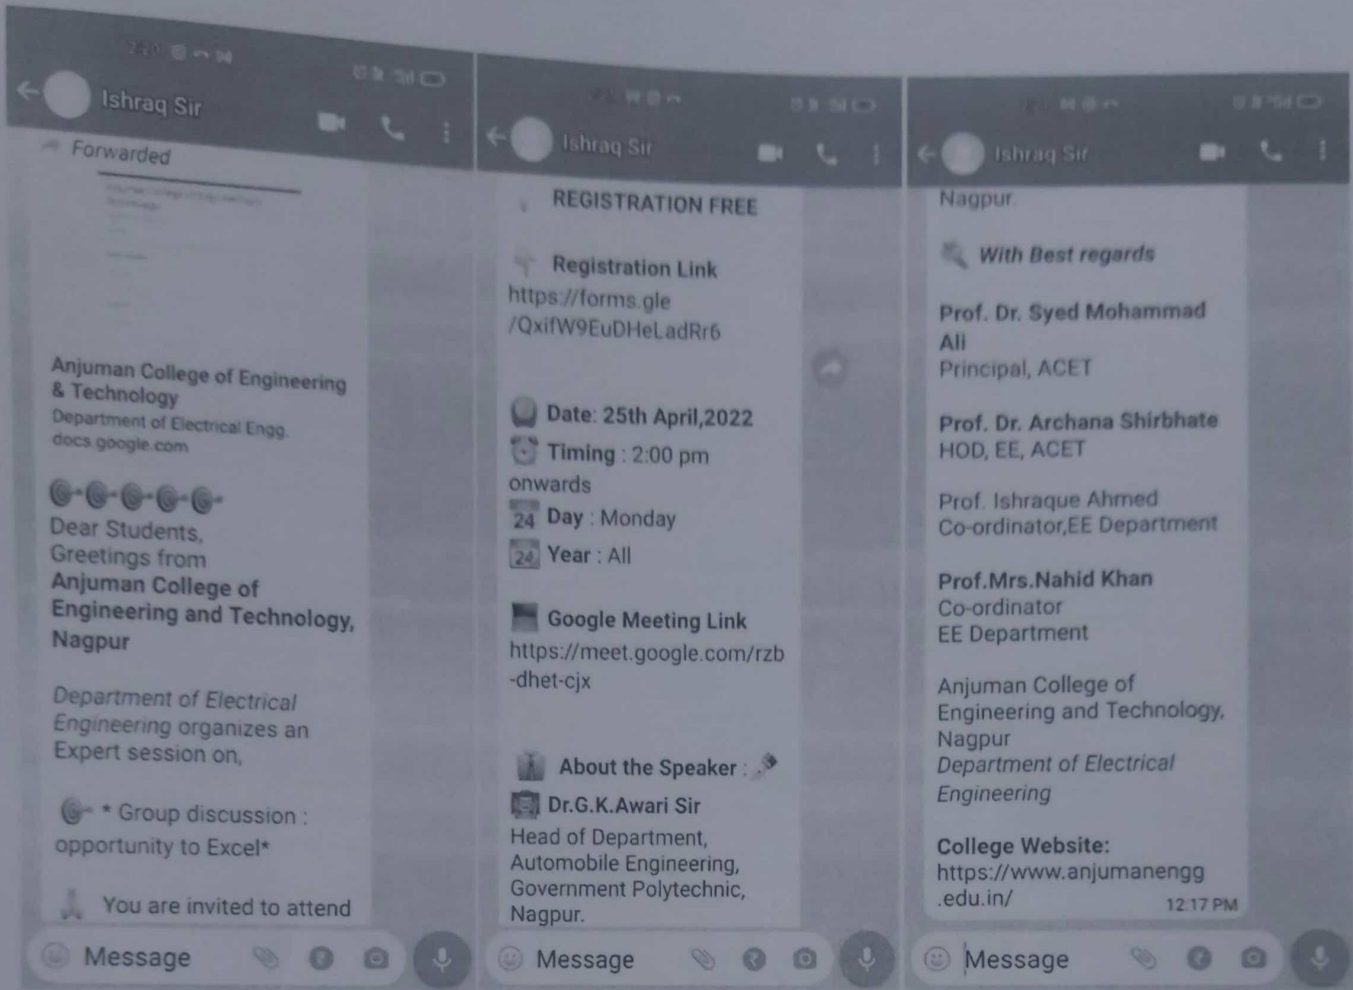 Ishraq Sir
Forwarded
Anjuman College of Engineering
& Technology
Department of Electrical Engg.
docs.google.com
Dear Students,
Greetings from
Anjuman College of
Engineering and Technology,
Nagpur
Department of Electrical
Engineering organizes an
Expert session on,
* Group discussion :
opportunity to Excel*
You are invited to attend
Message
Ishraq Sir
REGISTRATION FREE
Registration Link
https://forms.gle
/QxifW9EuDHeLadRr6
Date: 25th April,2022
Timing : 2:00 pm
onwards
24 Day : Monday
24 Year : All
Google Meeting Link
https://meet.google.com/rzb
-dhet-cjx
About the Speaker :
Dr.G.K.Awari Sir
Head of Department,
Automobile Engineering,
Government Polytechnic,
Nagpur.
Message
Ishraq Sir
Nagpur
With Best regards
Prof. Dr. Syed Mohammad
Ali
Principal, ACET
Prof. Dr. Archana Shirbhate
HOD, EE, ACET
Prof. Ishraque Ahmed
Co-ordinator,EE Department
Prof.Mrs.Nahid Khan
Co-ordinator
EE Department
Anjuman College of
Engineering and Technology,
Nagpur
Department of Electrical
Engineering
College Website:
https://www.anjumanengg
.edu.in/
12:17 PM
Message